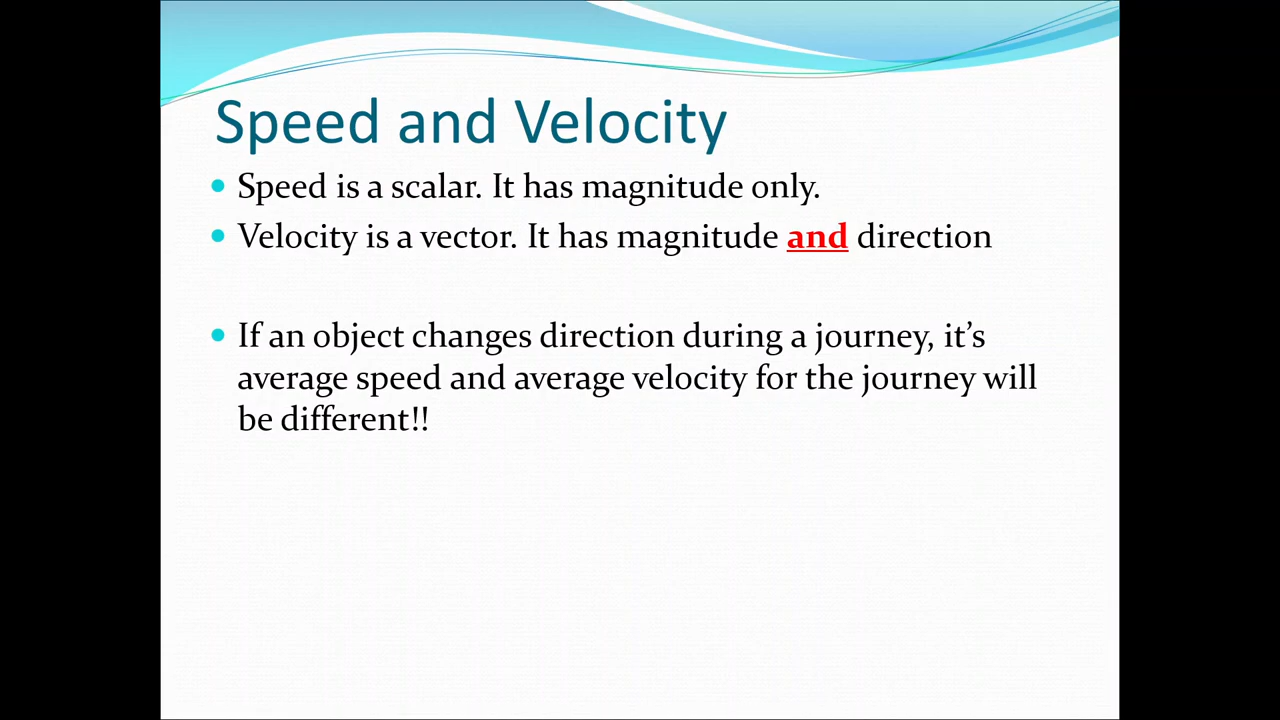 Speed and Velocity
• Speed is a scalar. It has magnitude only.
• Velocity is a vector. It has magnitude and direction
• If an object changes direction during a journey, it’s
average speed and average velocity for the journey will
be different!!